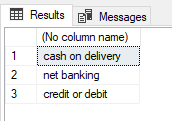 Results Messages
(No column name)
1 cash on delivery
2 net banking
3 credit or debit